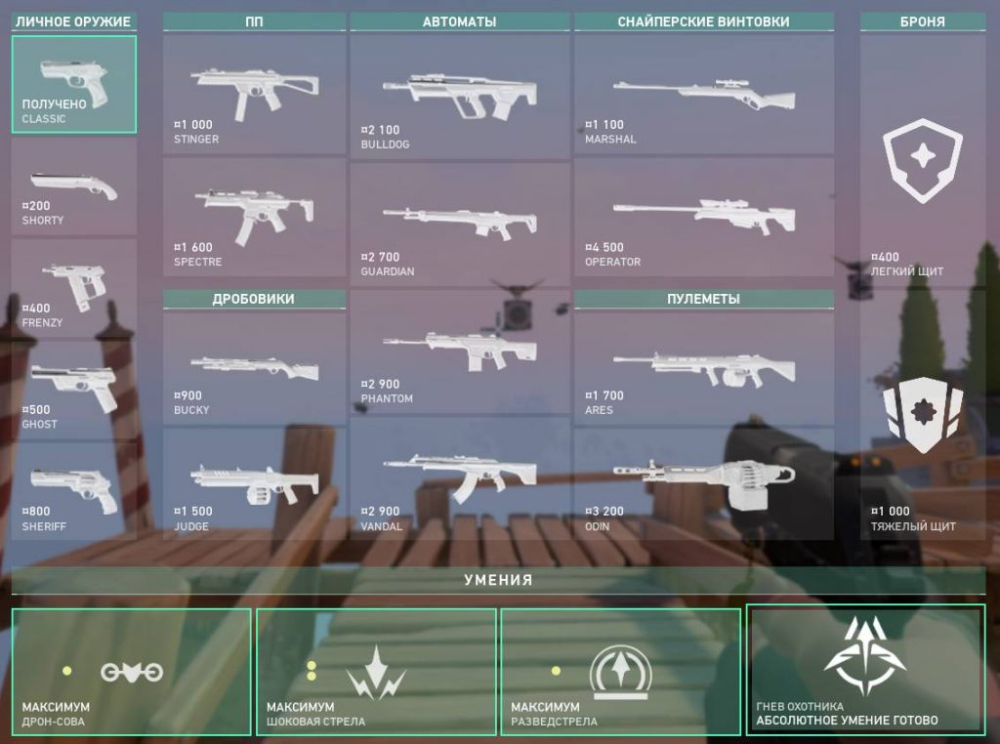 ЛИЧНОЕ ОРУЖИЕ
ПОЛУЧЕНО
CLASSIC
¤200
SHORTY
¤400
FRENZY
¤500
GHOST
¤800
SHERIFF
ПП
¤1 000
STINGER
¤1 600
SPECTRE
ДРОБОВИКИ
¤900
BUCKY
¤1 500
JUDGE
АВТОМАТЫ
¤2 100
BULLDOG
¤2 700
GUARDIAN
¤2 900
PHANTOM
¤2 900
VANDAL
СНАЙПЕРСКИЕ ВИНТОВКИ
¤1 100
MARSHAL
¤4 500
OPERATOR
ПУЛЕМЕТЫ
¤1 700
ARES
¤3 200
ODIN
БРОНЯ
¤400
ЛЕГКИЙ ЩИТ
¤1 000
ТЯЖЕЛЫЙ ЩИТ
УМЕНИЯ
МАКСИМУМ
ДРОН-СОВА
МАКСИМУМ
ШОКОВАЯ СТРЕЛА
МАКСИМУМ
РАЗВЕДСТРЕЛА
ГНЕВ ОХОТНИКА
АБСОЛЮТНОЕ УМЕНИЕ ГОТОВО